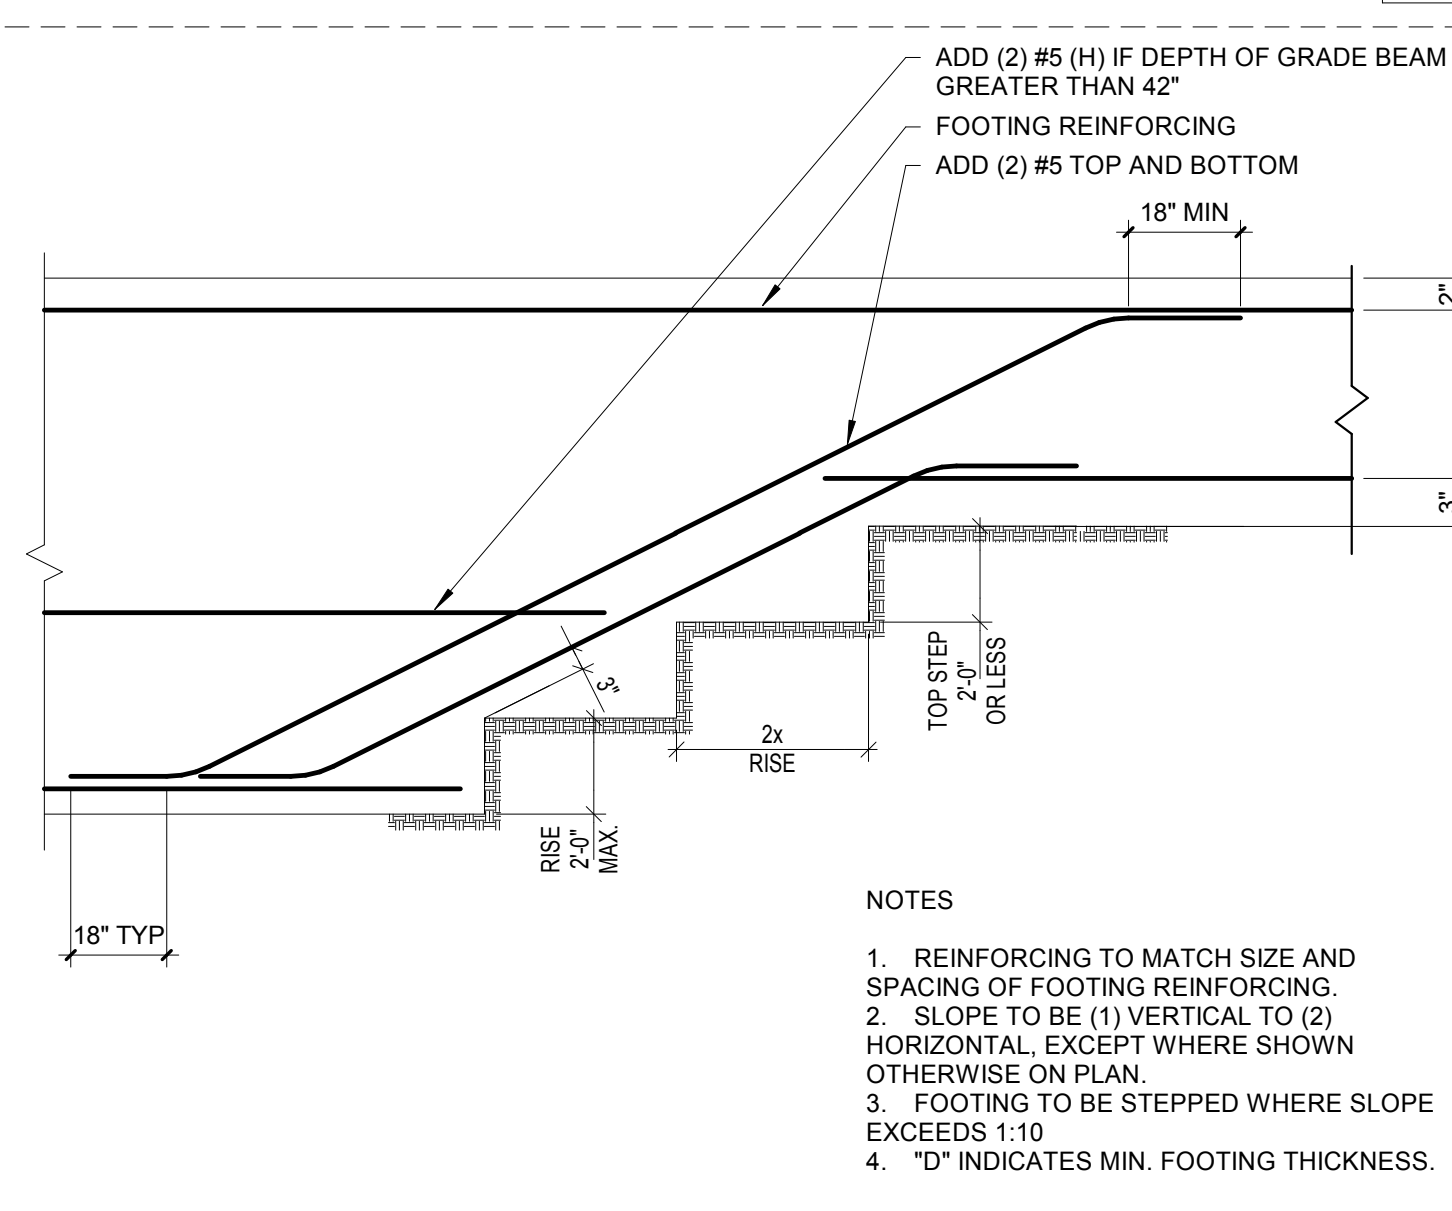 ADD (2) #5 (H) IF DEPTH OF GRADE BEAM
GREATER THAN 42"
FOOTING REINFORCING
ADD (2) #5 TOP AND BOTTOM
18" MIN
2"
3"
TOP STEP
2'-0"
OR LESS
3"
2x
RISE
RISE
2'-0"
MAX.
18" TYP
NOTES
1. REINFORCING TO MATCH SIZE AND
SPACING OF FOOTING REINFORCING.
2. SLOPE TO BE (1) VERTICAL TO (2)
HORIZONTAL, EXCEPT WHERE SHOWN
OTHERWISE ON PLAN.
3. FOOTING TO BE STEPPED WHERE SLOPE
EXCEEDS 1:10
4. "D" INDICATES MIN. FOOTING THICKNESS.